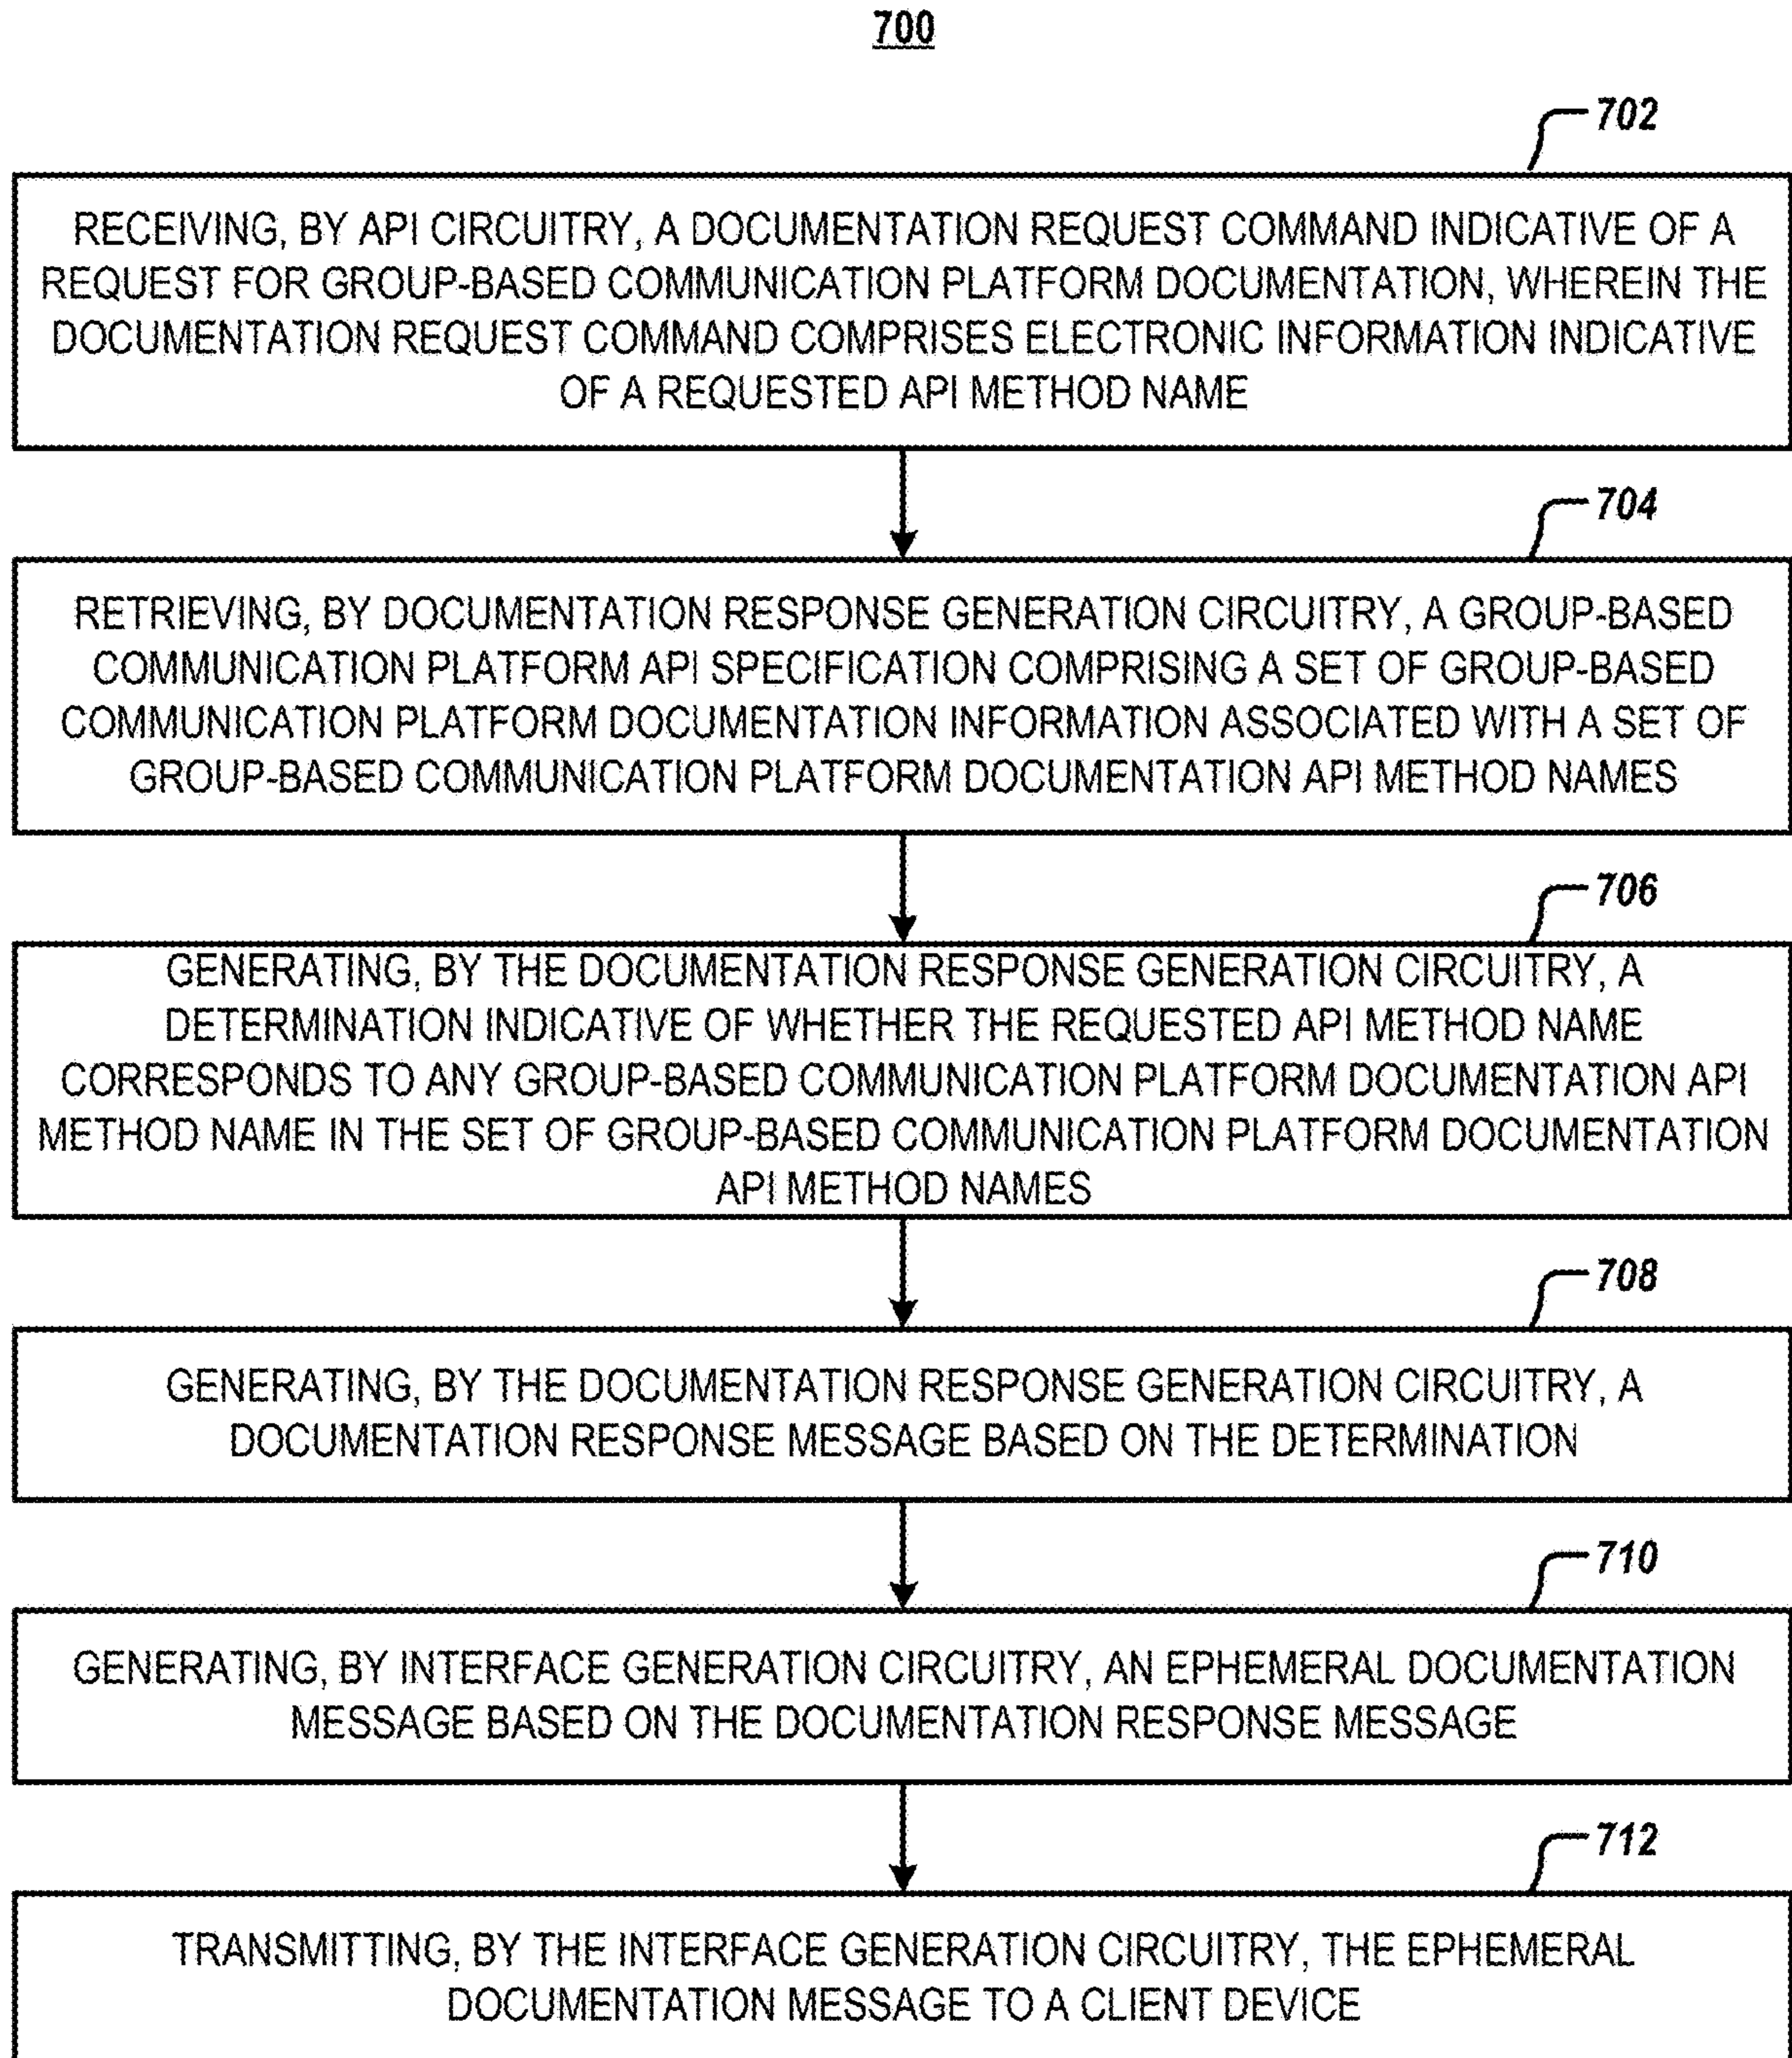 700
702
RECEIVING, BY API CIRCUITRY, A DOCUMENTATION REQUEST COMMAND INDICATIVE OF A
REQUEST FOR GROUP-BASED COMMUNICATION PLATFORM DOCUMENTATION, WHEREIN THE
DOCUMENTATION REQUEST COMMAND COMPRISES ELECTRONIC INFORMATION INDICATIVE
OF A REQUESTED API METHOD NAME
704
RETRIEVING, BY DOCUMENTATION RESPONSE GENERATION CIRCUITRY, A GROUP-BASED
COMMUNICATION PLATFORM API SPECIFICATION COMPRISING A SET OF GROUP-BASED
COMMUNICATION PLATFORM DOCUMENTATION INFORMATION ASSOCIATED WITH A SET OF
GROUP-BASED COMMUNICATION PLATFORM DOCUMENTATION API METHOD NAMES
706
GENERATING, BY THE DOCUMENTATION RESPONSE GENERATION CIRCUITRY, A
DETERMINATION INDICATIVE OF WHETHER THE REQUESTED API METHOD NAME
CORRESPONDS TO ANY GROUP-BASED COMMUNICATION PLATFORM DOCUMENTATION API
METHOD NAME IN THE SET OF GROUP-BASED COMMUNICATION PLATFORM DOCUMENTATION
API METHOD NAMES
708
GENERATING, BY THE DOCUMENTATION RESPONSE GENERATION CIRCUITRY, A
DOCUMENTATION RESPONSE MESSAGE BASED ON THE DETERMINATION
710
GENERATING, BY INTERFACE GENERATION CIRCUITRY, AN EPHEMERAL DOCUMENTATION
MESSAGE BASED ON THE DOCUMENTATION RESPONSE MESSAGE
712
TRANSMITTING, BY THE INTERFACE GENERATION CIRCUITRY, THE EPHEMERAL
DOCUMENTATION MESSAGE TO A CLIENT DEVICE